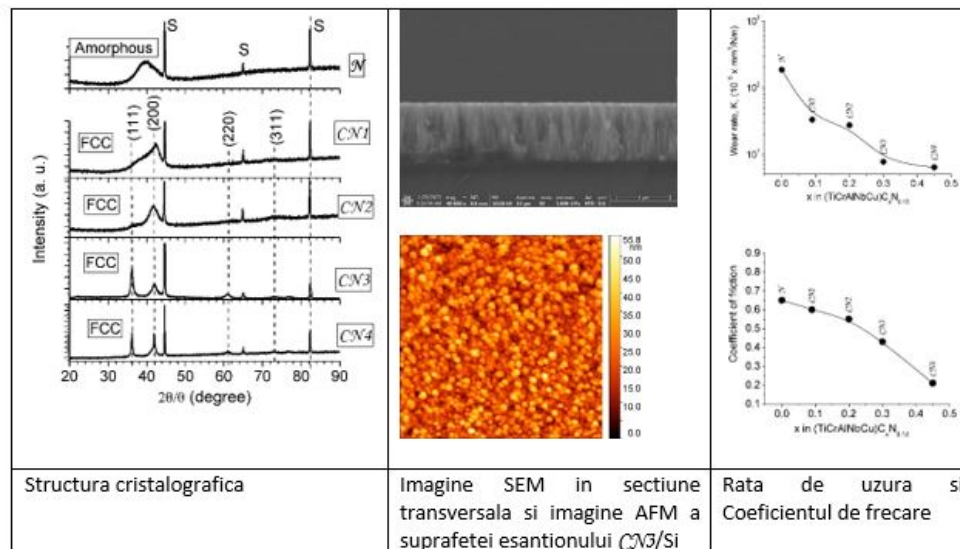 S
S
S
Amorphous
N
(111)
(200)
(220)
(311)
FCC
CN1
FCC
CN2
FCC
CN3
FCC
CN4
Intensity (a. u.)
20 30 40 50 60 70 80 90
2θ/θ (degree)
55.8
nm
50.0
45.0
40.0
35.0
30.0
25.0
20.0
15.0
10.0
5.0
0.0
Wear rate, K, (10⁻⁶ x mm³/Nm)
10³
10²
10¹
N
CN1
CN2
CN3
CN4
0.0 0.1 0.2 0.3 0.4 0.5
Coefficient of friction
0.9
0.8
0.7
0.6
0.5
0.4
0.3
0.2
0.1
N
CN1
CN2
CN3
CN4
0.0 0.1 0.2 0.3 0.4 0.5
Structura cristalografica
Imagine SEM in sectiune
transversala si imagine AFM a
suprafetei esantionului CN3/Si
Rata de uzura si
Coeficientul de frecare